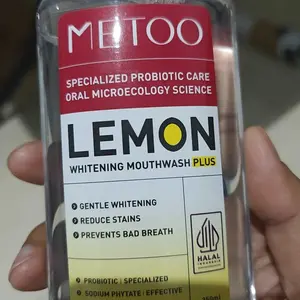 METOO
SPECIALIZED PROBIOTIC CARE
ORAL MICROECOLOGY SCIENCE
LEMON
WHITENING MOUTHWASH PLUS
GENTLE WHITENING
REDUCE STAINS
PREVENTS BAD BREATH
HALAL
INDONESIA
PROBIOTIC | SPECIALIZED
SODIUM PHYTATE | EFFECTIVE